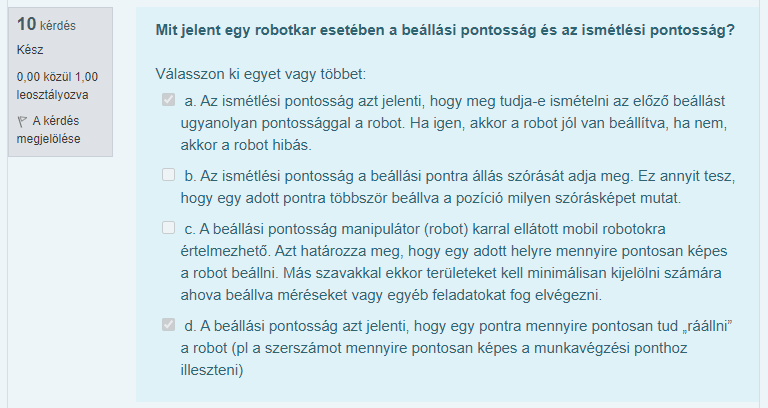 10 kérdés
Kész
0,00 közül 1,00
leosztályozva
A kérdés
megjelölése
Mit jelent egy robotkar esetében a beállási pontosság és az ismétlési pontosság?
Válasszon ki egyet vagy többet:
a. Az ismétlési pontosság azt jelenti, hogy meg tudja-e ismételni az előző beállást
ugyanolyan pontossággal a robot. Ha igen, akkor a robot jól van beállítva, ha nem,
akkor a robot hibás.
b. Az ismétlési pontosság a beállási pontra állás szórását adja meg. Ez annyit tesz,
hogy egy adott pontra többször beállva a pozíció milyen szórásképet mutat.
c. A beállási pontosság manipulátor (robot) karral ellátott mobil robotokra
értelmezhető. Azt határozza meg, hogy egy adott helyre mennyire pontosan képes
a robot beállni. Más szavakkal ekkor területeket kell minimálisan kijelölni számára
ahova beállva méréseket vagy egyéb feladatokat fog elvégezni.
d. A beállási pontosság azt jelenti, hogy egy pontra mennyire pontosan tud „ráállni”
a robot (pl a szerszámot mennyire pontosan képes a munkavégzési ponthoz
illeszteni)